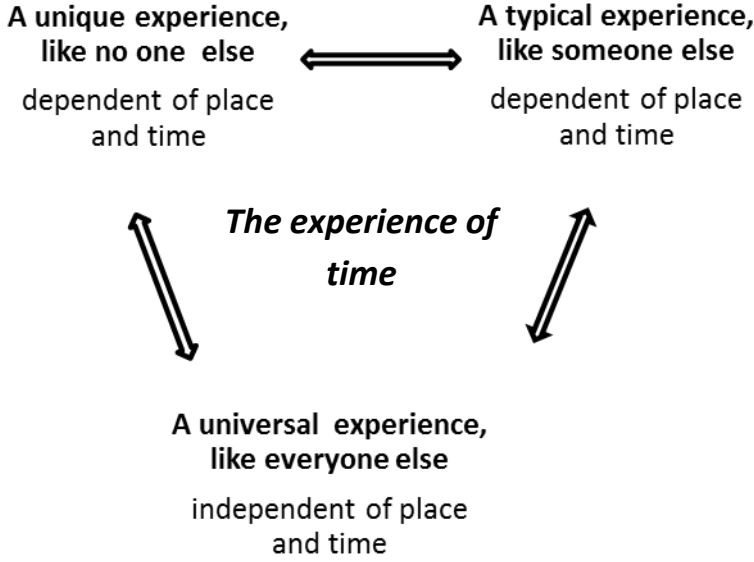 A unique experience,
like no one else
dependent of place
and time
A typical experience,
like someone else
dependent of place
and time
The experience of
time
A universal experience,
like everyone else
independent of place
and time